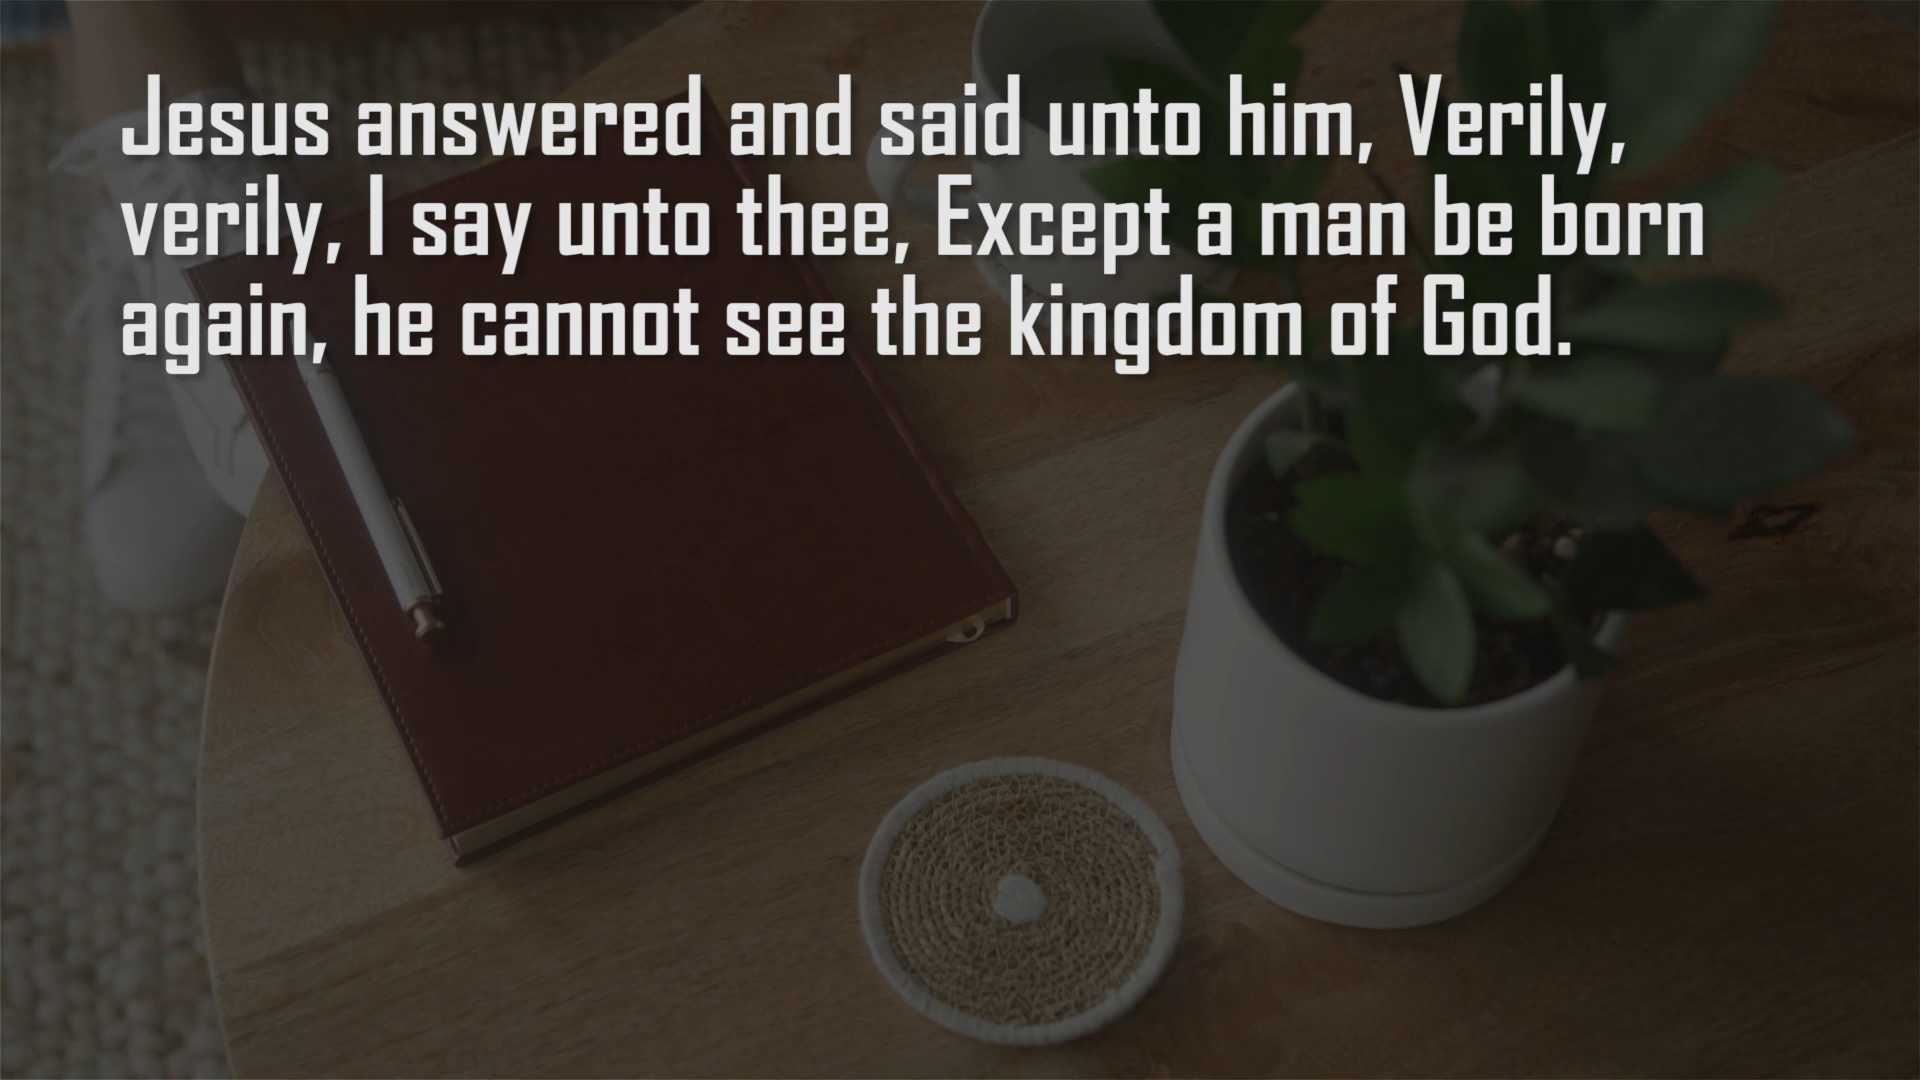 Jesus answered and said unto him, Verily,
verily, I say unto thee, Except a man be born
again, he cannot see the kingdom of God.